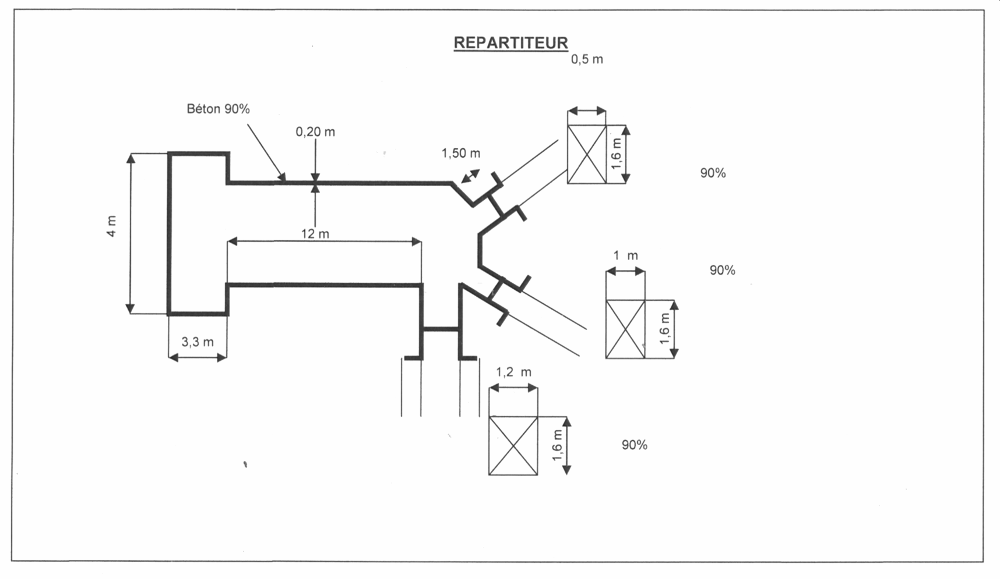 REPARTITEUR
0,5 m
Béton 90%
0,20 m
1,50 m
1,6 m
90%
4 m
12 m
1 m
90%
1,6 m
3,3 m
1,2 m
1,6 m
90%